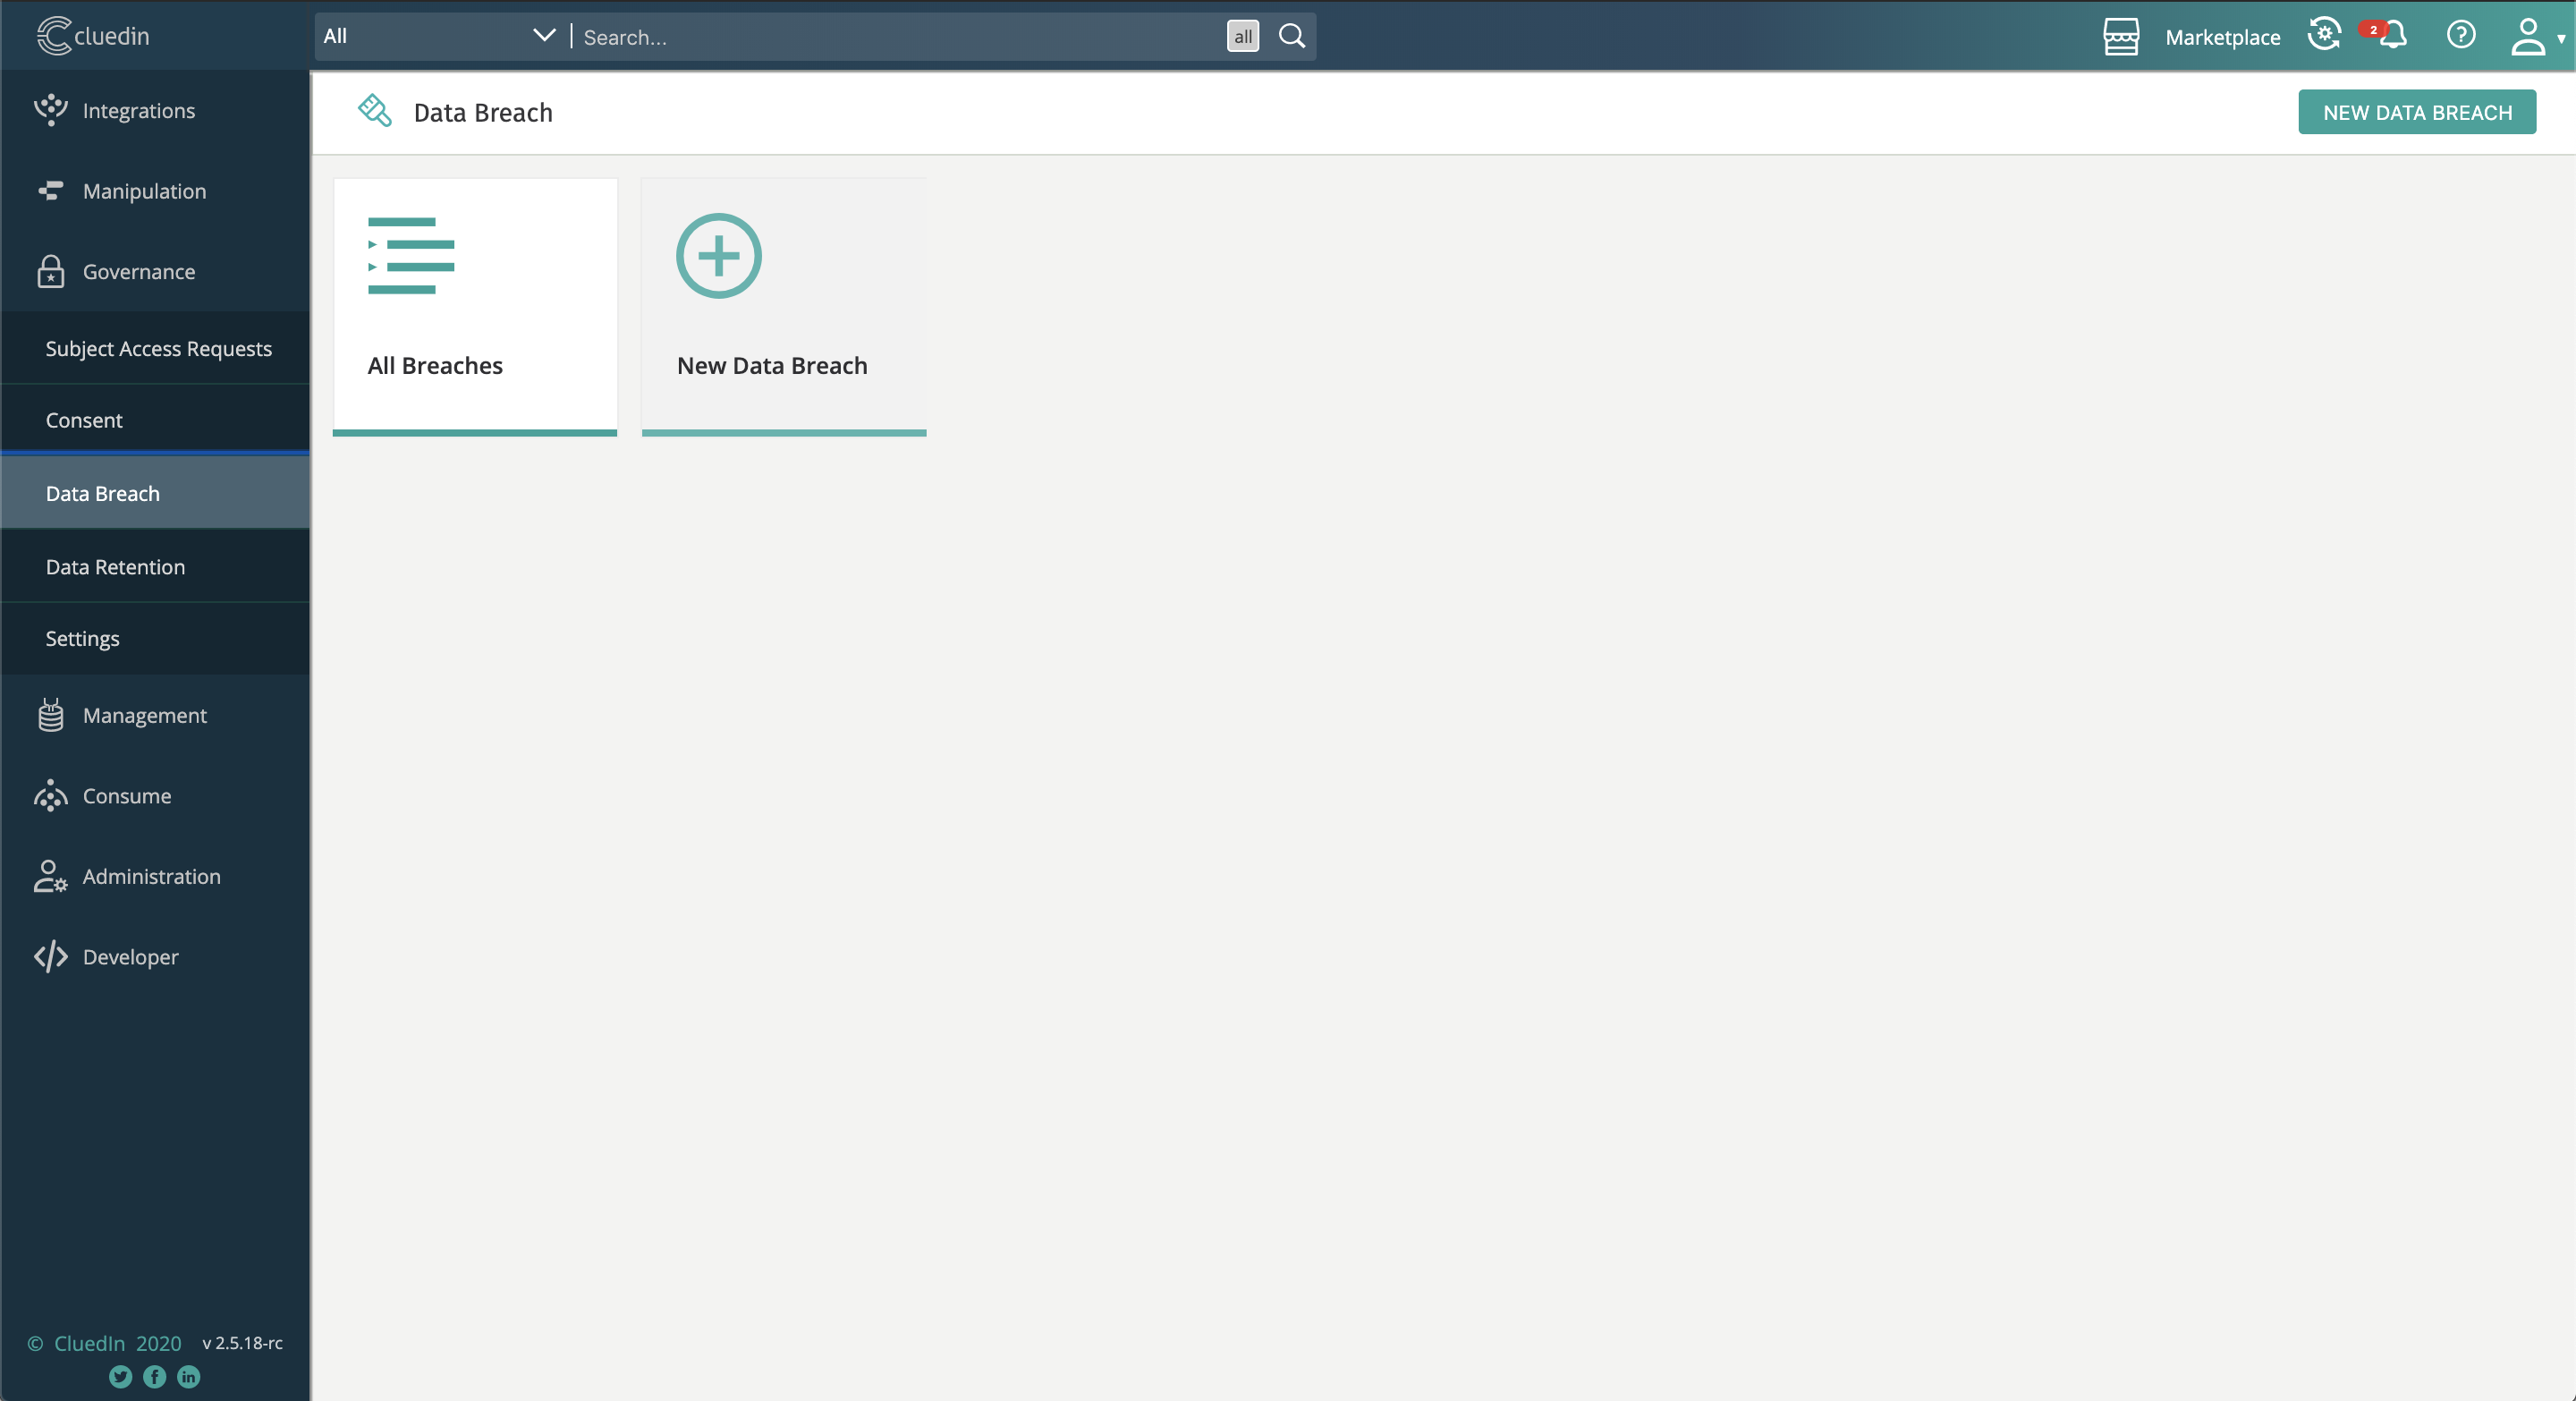 cluedin
All
Search...
all
Marketplace
2
Integrations
Manipulation
Governance
Subject Access Requests
Consent
Data Breach
Data Retention
Settings
Management
Consume
Administration
Developer
© CluedIn 2020 v 2.5.18-rc
Data Breach
NEW DATA BREACH
All Breaches
New Data Breach